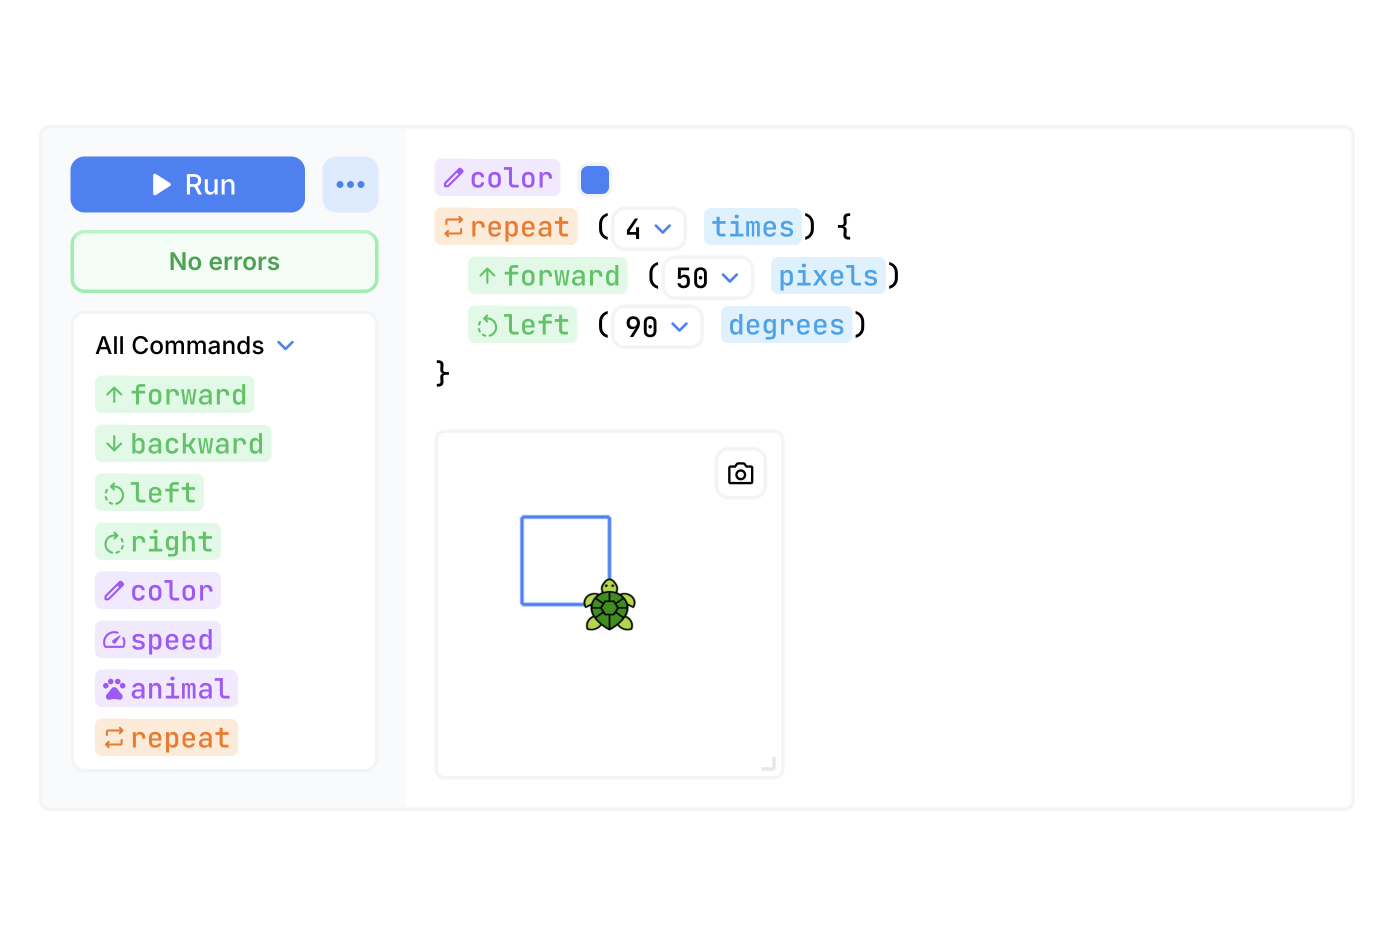 Run
No errors
All Commands
forward
backward
left
right
color
speed
animal
repeat
color
repeat (4 times) {
forward (50 pixels)
left (90 degrees)
}